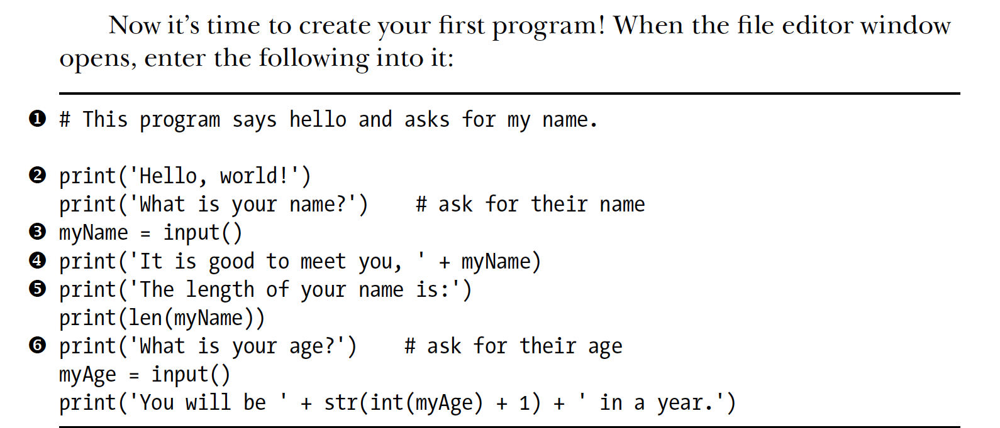 Now it’s time to create your first program! When the file editor window
opens, enter the following into it:
❶ # This program says hello and asks for my name.
❷ print('Hello, world!')
print('What is your name?')    # ask for their name
❸ myName = input()
❹ print('It is good to meet you, ' + myName)
❺ print('The length of your name is:')
print(len(myName))
❻ print('What is your age?')    # ask for their age
myAge = input()
print('You will be ' + str(int(myAge) + 1) + ' in a year.')